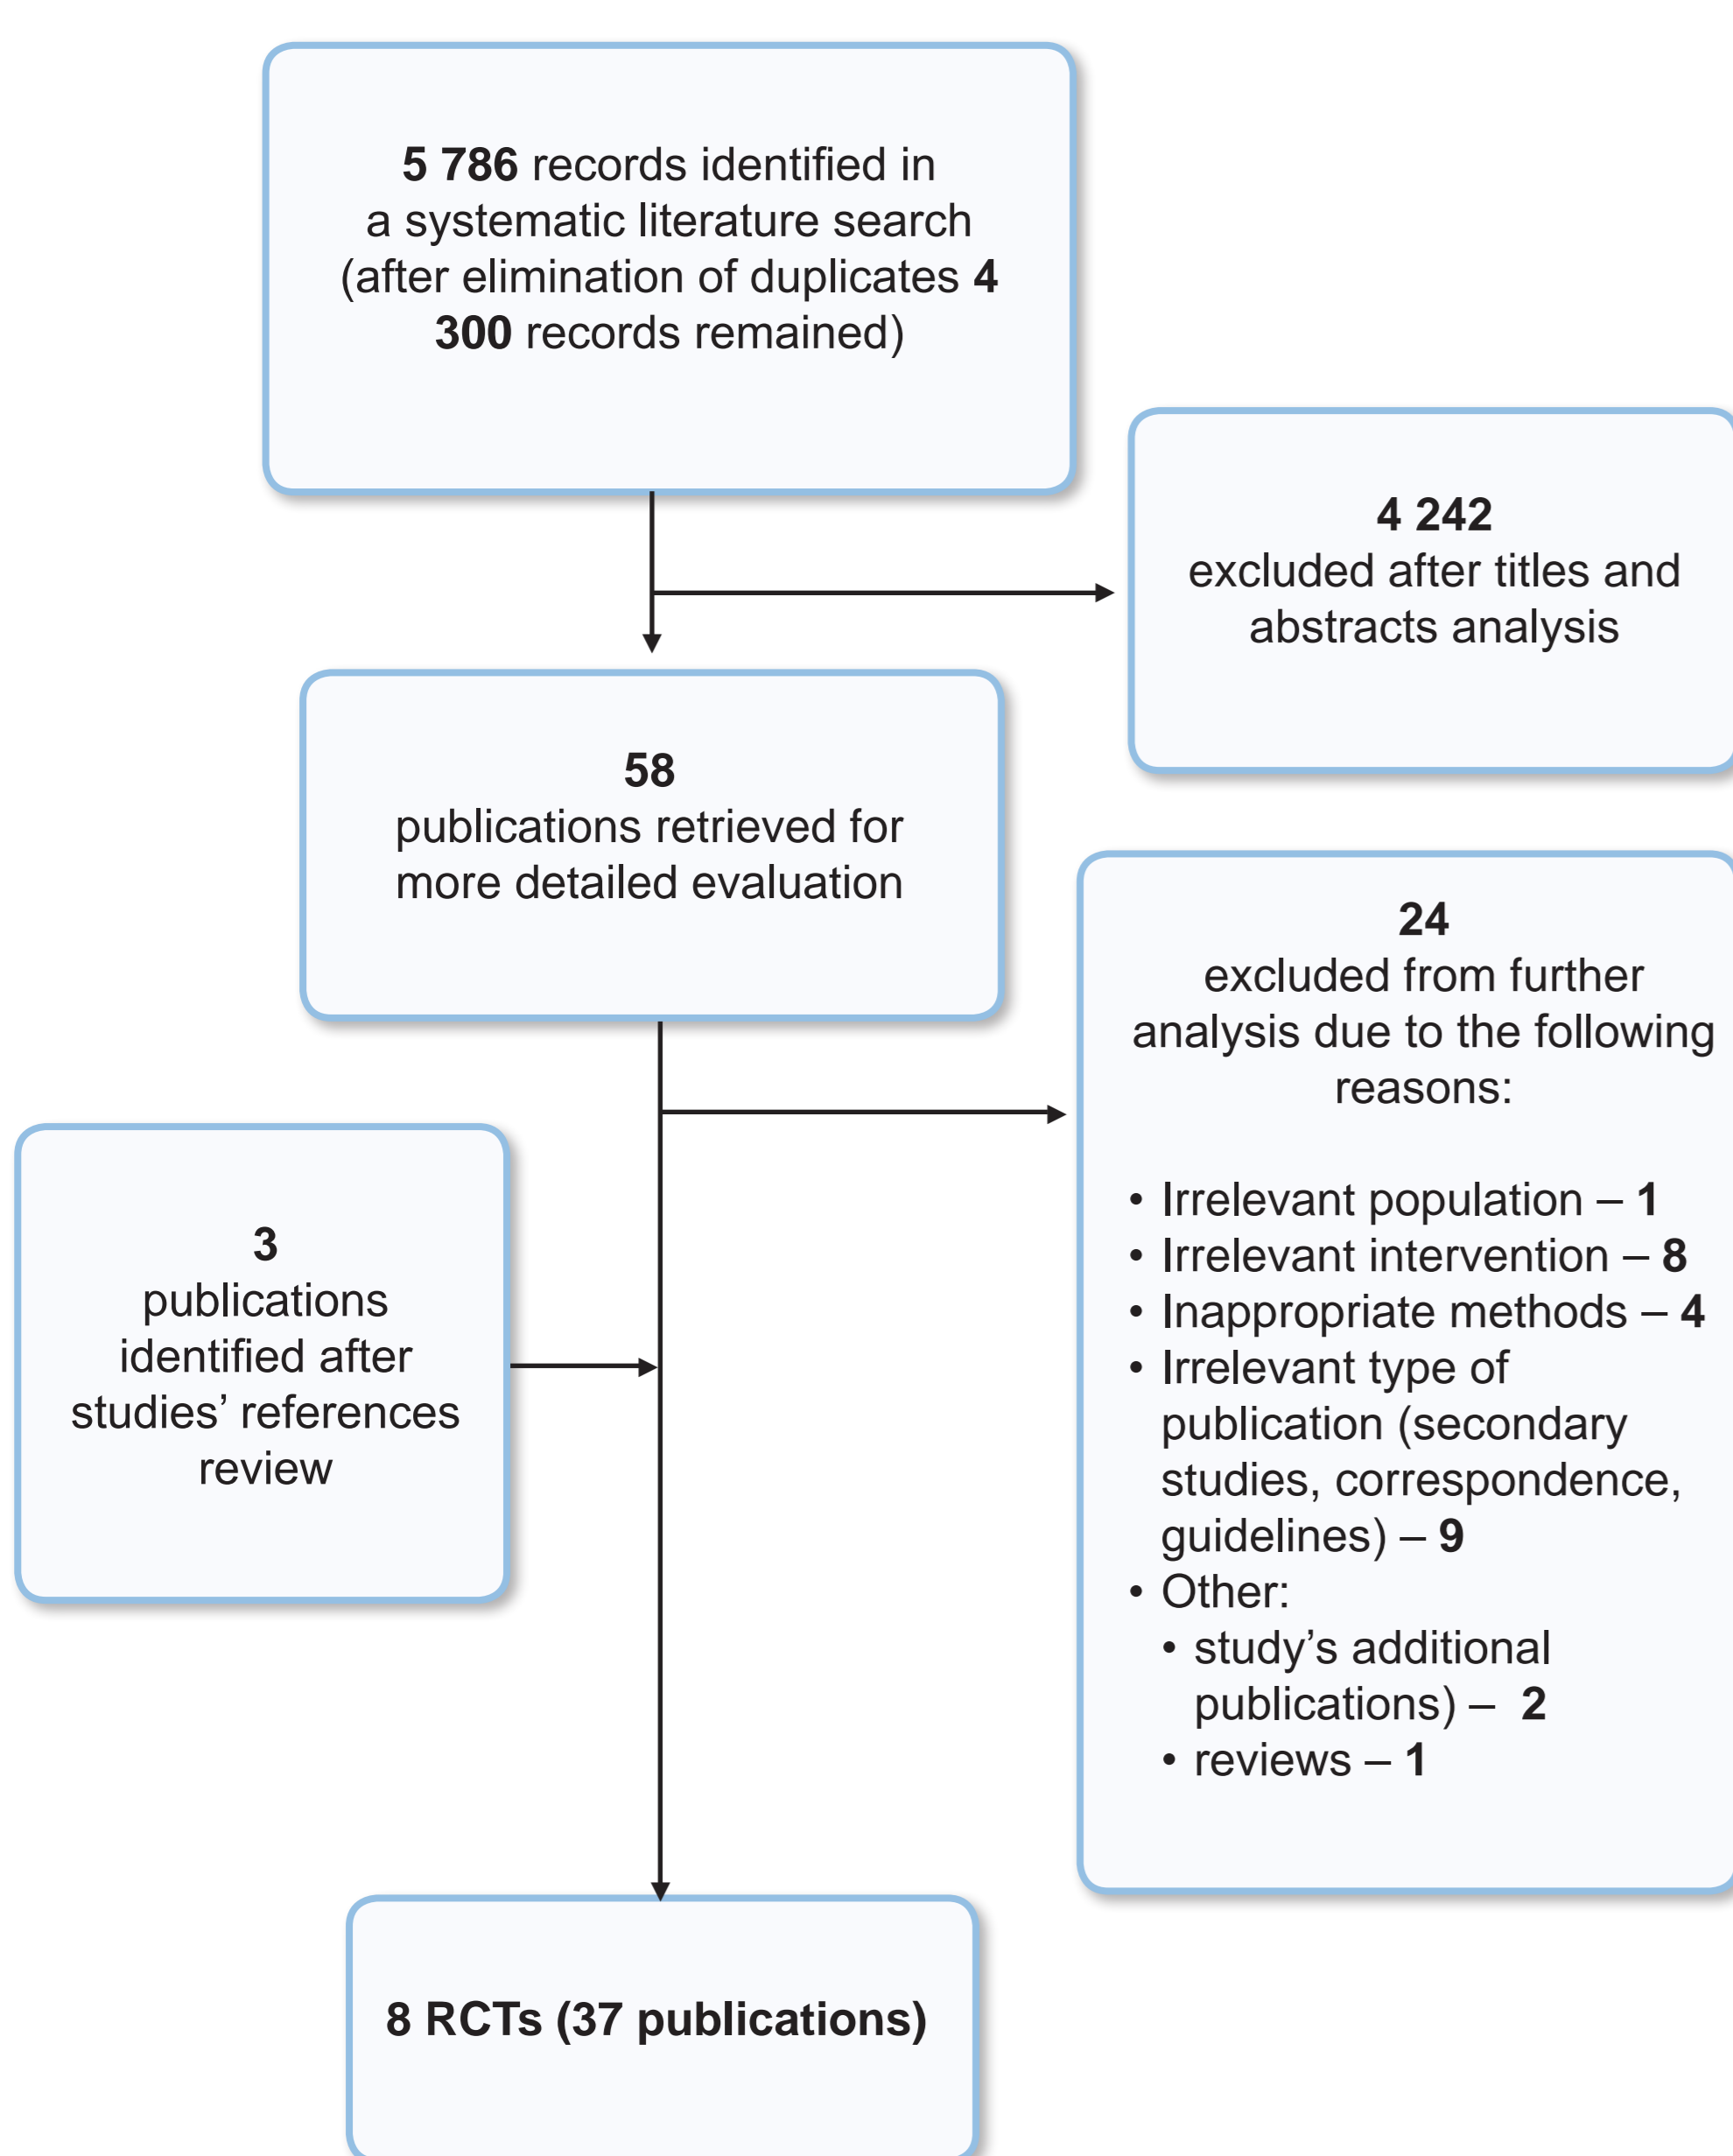 5 786 records identified in
a systematic literature search
(after elimination of duplicates 4
300 records remained)
4 242
excluded after titles and
abstracts analysis
58
publications retrieved for
more detailed evaluation
24
excluded from further
analysis due to the following
reasons:
• Irrelevant population – 1
• Irrelevant intervention – 8
• Inappropriate methods – 4
• Irrelevant type of
publication (secondary
studies, correspondence,
guidelines) – 9
• Other:
• study’s additional
publications) – 2
• reviews – 1
3
publications
identified after
studies’ references
review
8 RCTs (37 publications)